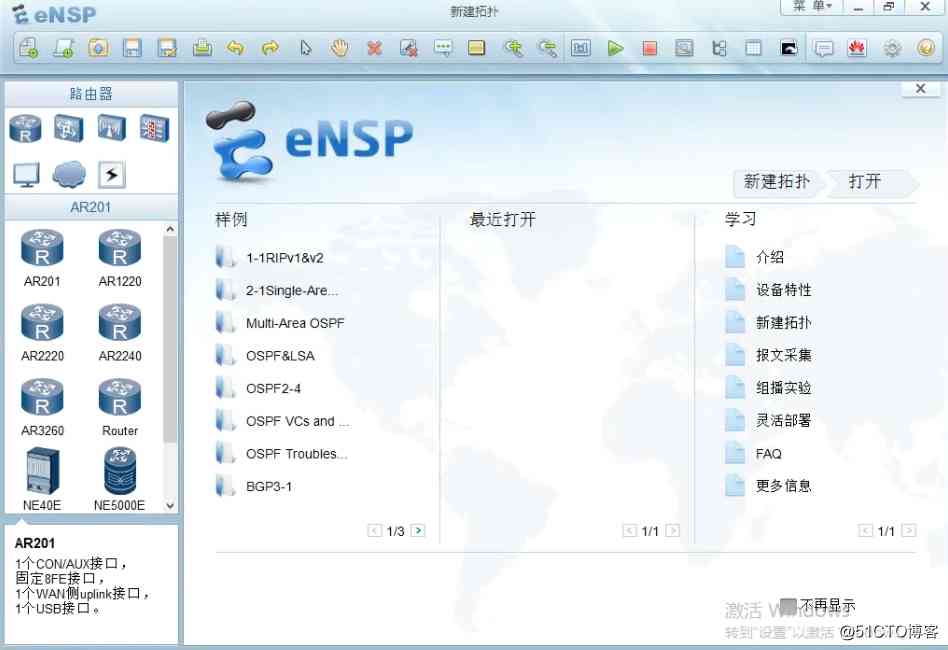 eNSP
新建拓扑
菜 单
路由器
AR201
AR201
AR1220
AR2220
AR2240
AR3260
Router
NE40E
NE5000E
AR201
1个CON/AUX接口，
固定8FE接口，
1个WAN侧uplink接口，
1个USB接口。
eNSP
新建拓扑
打开
样例
1-1RIPv1&v2
2-1Single-Are...
Multi-Area OSPF
OSPF&LSA
OSPF2-4
OSPF VCs and ...
OSPF Troubles...
BGP3-1
1/3
最近打开
1/1
学习
介绍
设备特性
新建拓扑
报文采集
组播实验
灵活部署
FAQ
更多信息
1/1
不再显示
激活 Windows
转到"设置"以激活
@51CTO博客